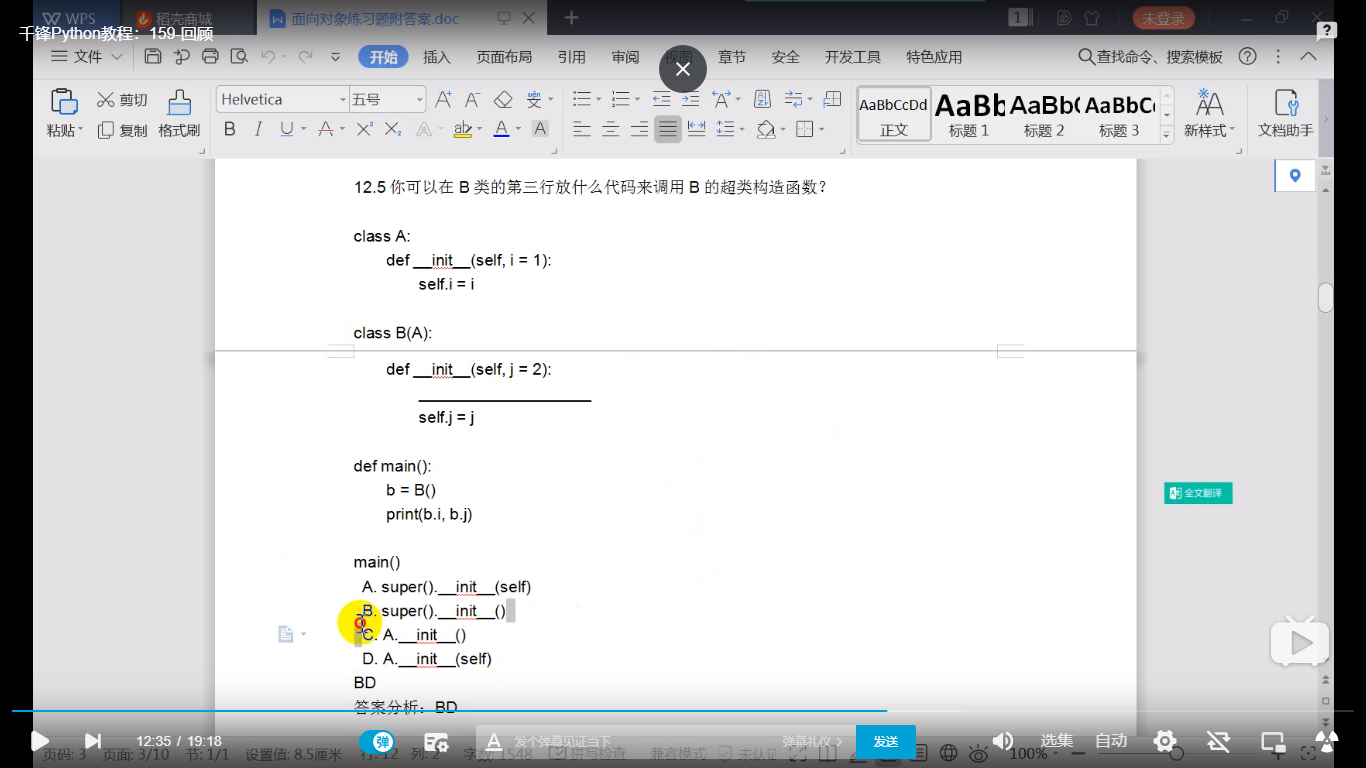 WPS 稻壳商城 面向对象练习题附答案.doc 1 未登录
千锋Python教程：159-回顾
文件 开始 插入 页面布局 引用 审阅 视图 章节 安全 开发工具 特色应用 查找命令、搜索模板
粘贴 剪切 复制 格式刷 Helvetica 五号
AaBbCcDd AaBb AaBb( AaBbC
正文 标题 1 标题 2 标题 3 新样式 文档助手
12.5 你可以在 B 类的第三行放什么代码来调用 B 的超类构造函数？
class A:
def __init__(self, i = 1):
self.i = i
class B(A):
def __init__(self, j = 2):
____________________
self.j = j
def main():
b = B()
print(b.i, b.j)
main()
A. super().__init__(self)
B. super().__init__()
C. A.__init__()
D. A.__init__(self)
BD
答案分析：BD
全文翻译
12:35 / 19:18 弹 发个弹幕见证当下 弹幕礼仪 发送 选集 自动
页码: 3 页面: 3/10 节: 1/1 设置值: 8.5厘米 行: 12 列: 2 字数: 1548 拼写检查 兼容模式 未认证 100%